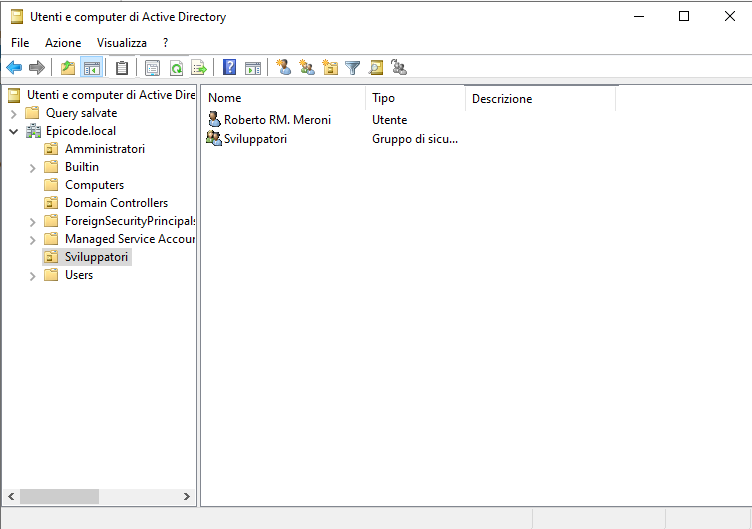 Utenti e computer di Active Directory
File Azione Visualizza ?
Utenti e computer di Active Dire
Query salvate
Epicode.local
Amministratori
Builtin
Computers
Domain Controllers
ForeignSecurityPrincipals
Managed Service Accour
Sviluppatori
Users
Nome Tipo Descrizione
Roberto RM. Meroni Utente
Sviluppatori Gruppo di sicu...